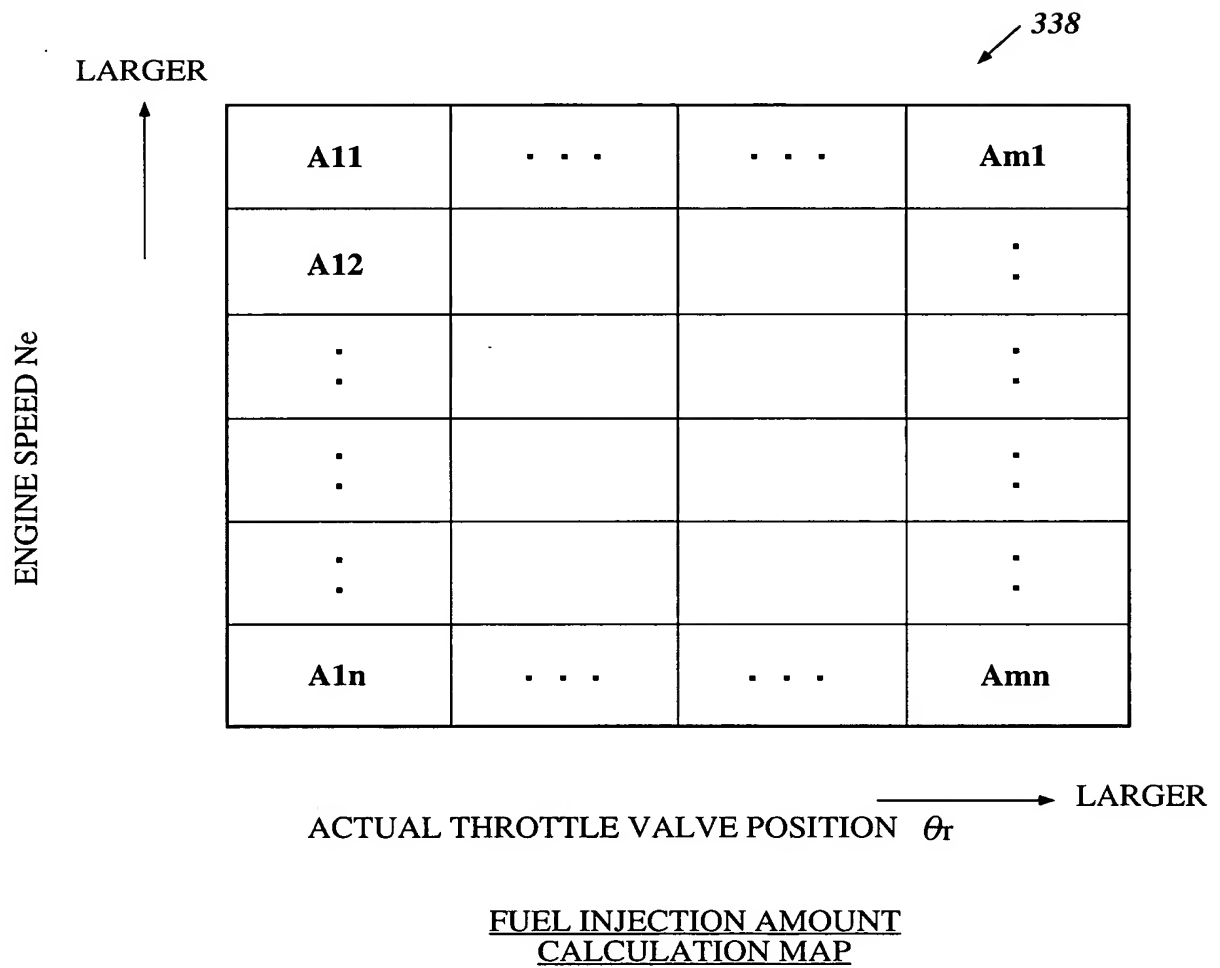 338
LARGER
A11 . . . . . . Am1
A12 :
: :
: :
: :
A1n . . . . . . Amn
ENGINE SPEED Ne
LARGER
ACTUAL THROTTLE VALVE POSITION θr
FUEL INJECTION AMOUNT
CALCULATION MAP